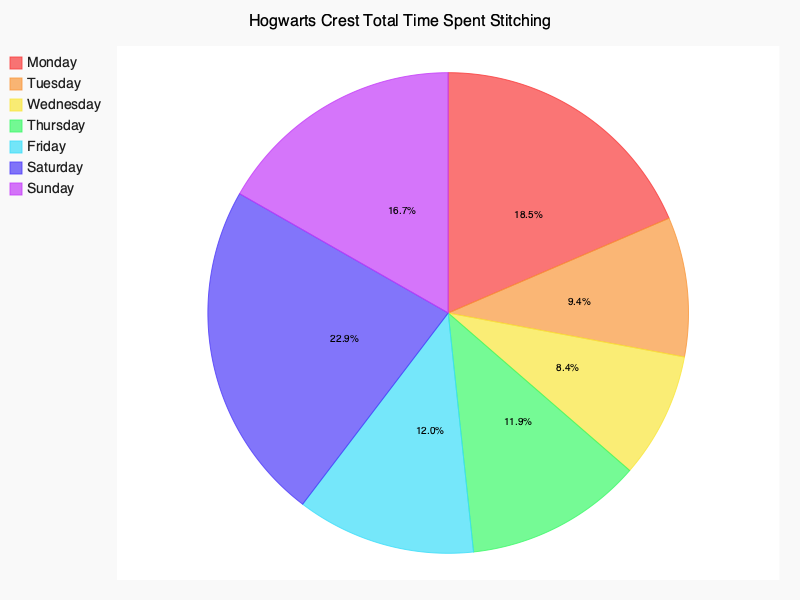 Hogwarts Crest Total Time Spent Stitching
Monday
Tuesday
Wednesday
Thursday
Friday
Saturday
Sunday
16.7%
18.5%
9.4%
22.9%
8.4%
11.9%
12.0%